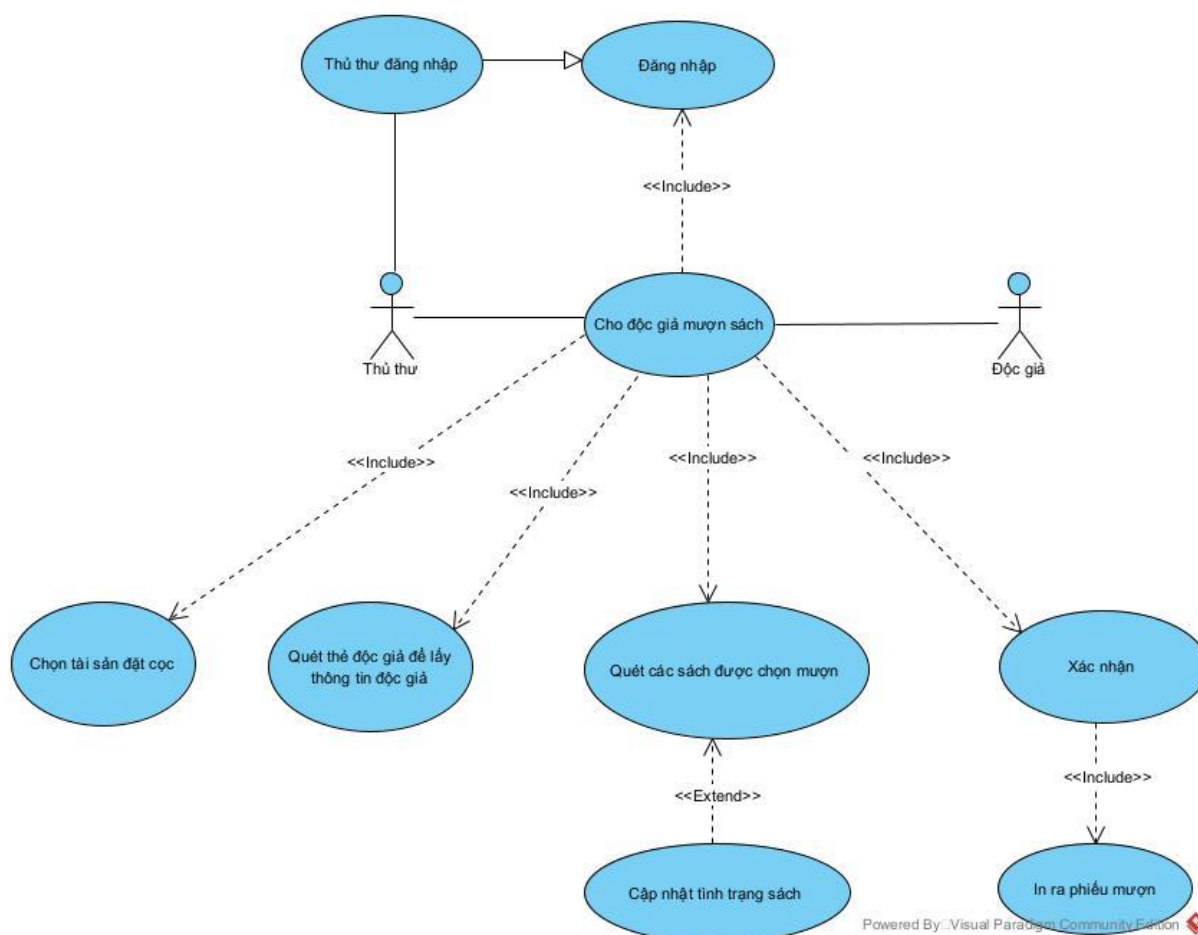 Thủ thư đăng nhập
Đăng nhập
<<Include>>
Cho độc giả mượn sách
Thủ thư
Độc giả
<<Include>>
<<Include>>
<<Include>>
<<Include>>
Chọn tài sản đặt cọc
Quét thẻ độc giả để lấy
thông tin độc giả
Quét các sách được chọn mượn
Xác nhận
<<Extend>>
<<Include>>
Cập nhật tình trạng sách
In ra phiếu mượn
Powered By Visual Paradigm Community Edition